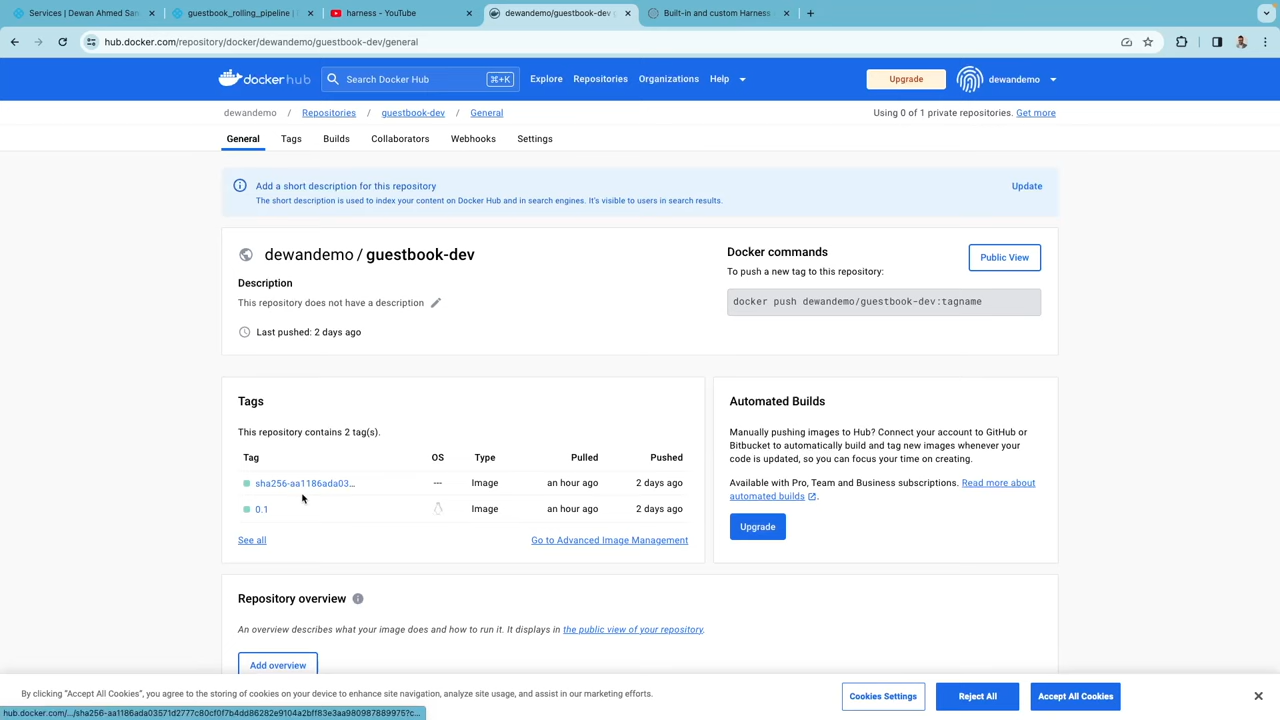 Services | Dewan Ahmed San
guestbook_rolling_pipeline |
harness - YouTube
dewandemo/guestbook-dev
Built-in and custom Harness
hub.docker.com/repository/docker/dewandemo/guestbook-dev/general
dockerhub
Search Docker Hub
⌘+K
Explore
Repositories
Organizations
Help
Upgrade
dewandemo
dewandemo / Repositories / guestbook-dev / General
Using 0 of 1 private repositories. Get more
General
Tags
Builds
Collaborators
Webhooks
Settings
Add a short description for this repository
Update
The short description is used to index your content on Docker Hub and in search engines. It's visible to users in search results.
dewandemo / guestbook-dev
Description
This repository does not have a description
Last pushed: 2 days ago
Docker commands
Public View
To push a new tag to this repository:
docker push dewandemo/guestbook-dev:tagname
Tags
This repository contains 2 tag(s).
Tag OS Type Pulled Pushed
sha256-aa1186ada03... --- Image an hour ago 2 days ago
0.1 Image an hour ago 2 days ago
See all
Go to Advanced Image Management
Automated Builds
Manually pushing images to Hub? Connect your account to GitHub or
Bitbucket to automatically build and tag new images whenever your
code is updated, so you can focus your time on creating.
Available with Pro, Team and Business subscriptions. Read more about
automated builds.
Upgrade
Repository overview
An overview describes what your image does and how to run it. It displays in the public view of your repository.
Add overview
By clicking "Accept All Cookies", you agree to the storing of cookies on your device to enhance site navigation, analyze site usage, and assist in our marketing efforts.
Cookies Settings
Reject All
Accept All Cookies